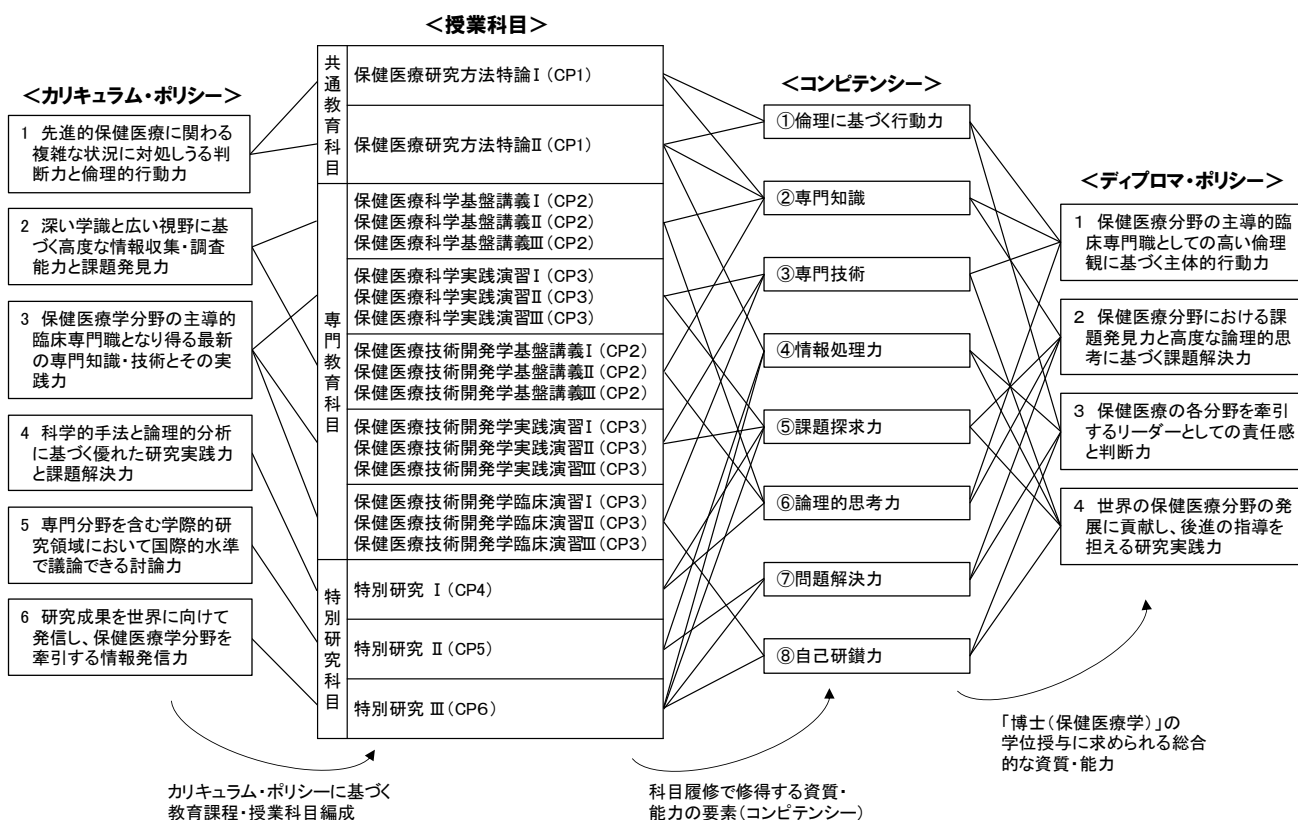 ＜カリキュラム・ポリシー＞
1 先進的保健医療に関わる
複雑な状況に対処しうる判
断力と倫理的行動力
2 深い学識と広い視野に基
づく高度な情報収集・調査
能力と課題発見力
3 保健医療学分野の主導的
臨床専門職となり得る最新
の専門知識・技術とその実
践力
4 科学的手法と論理的分析
に基づく優れた研究実践力
と課題解決力
5 専門分野を含む学際的研
究領域において国際的水準
で議論できる討論力
6 研究成果を世界に向けて
発信し、保健医療学分野を
牽引する情報発信力
＜授業科目＞
共通教育科目
保健医療研究方法特論Ⅰ（CP1）
保健医療研究方法特論Ⅱ（CP1）
専門教育科目
保健医療科学基盤講義Ⅰ（CP2）
保健医療科学基盤講義Ⅱ（CP2）
保健医療科学基盤講義Ⅲ（CP2）
保健医療科学実践演習Ⅰ（CP3）
保健医療科学実践演習Ⅱ（CP3）
保健医療科学実践演習Ⅲ（CP3）
保健医療技術開発学基盤講義Ⅰ（CP2）
保健医療技術開発学基盤講義Ⅱ（CP2）
保健医療技術開発学基盤講義Ⅲ（CP2）
保健医療技術開発学実践演習Ⅰ（CP3）
保健医療技術開発学実践演習Ⅱ（CP3）
保健医療技術開発学実践演習Ⅲ（CP3）
保健医療技術開発学臨床演習Ⅰ（CP3）
保健医療技術開発学臨床演習Ⅱ（CP3）
保健医療技術開発学臨床演習Ⅲ（CP3）
特別研究科目
特別研究 Ⅰ（CP4）
特別研究 Ⅱ（CP5）
特別研究 Ⅲ（CP6）
＜コンピテンシー＞
①倫理に基づく行動力
②専門知識
③専門技術
④情報処理力
⑤課題探求力
⑥論理的思考力
⑦問題解決力
⑧自己研鑚力
＜ディプロマ・ポリシー＞
1 保健医療分野の主導的臨
床専門職としての高い倫理
観に基づく主体的行動力
2 保健医療分野における課
題発見力と高度な論理的思
考に基づく課題解決力
3 保健医療の各分野を牽引
するリーダーとしての責任感
と判断力
4 世界の保健医療分野の発
展に貢献し、後進の指導を
担える研究実践力
カリキュラム・ポリシーに基づく
教育課程・授業科目編成
科目履修で修得する資質・
能力の要素（コンピテンシー）
「博士（保健医療学）」の
学位授与に求められる総合
的な資質・能力